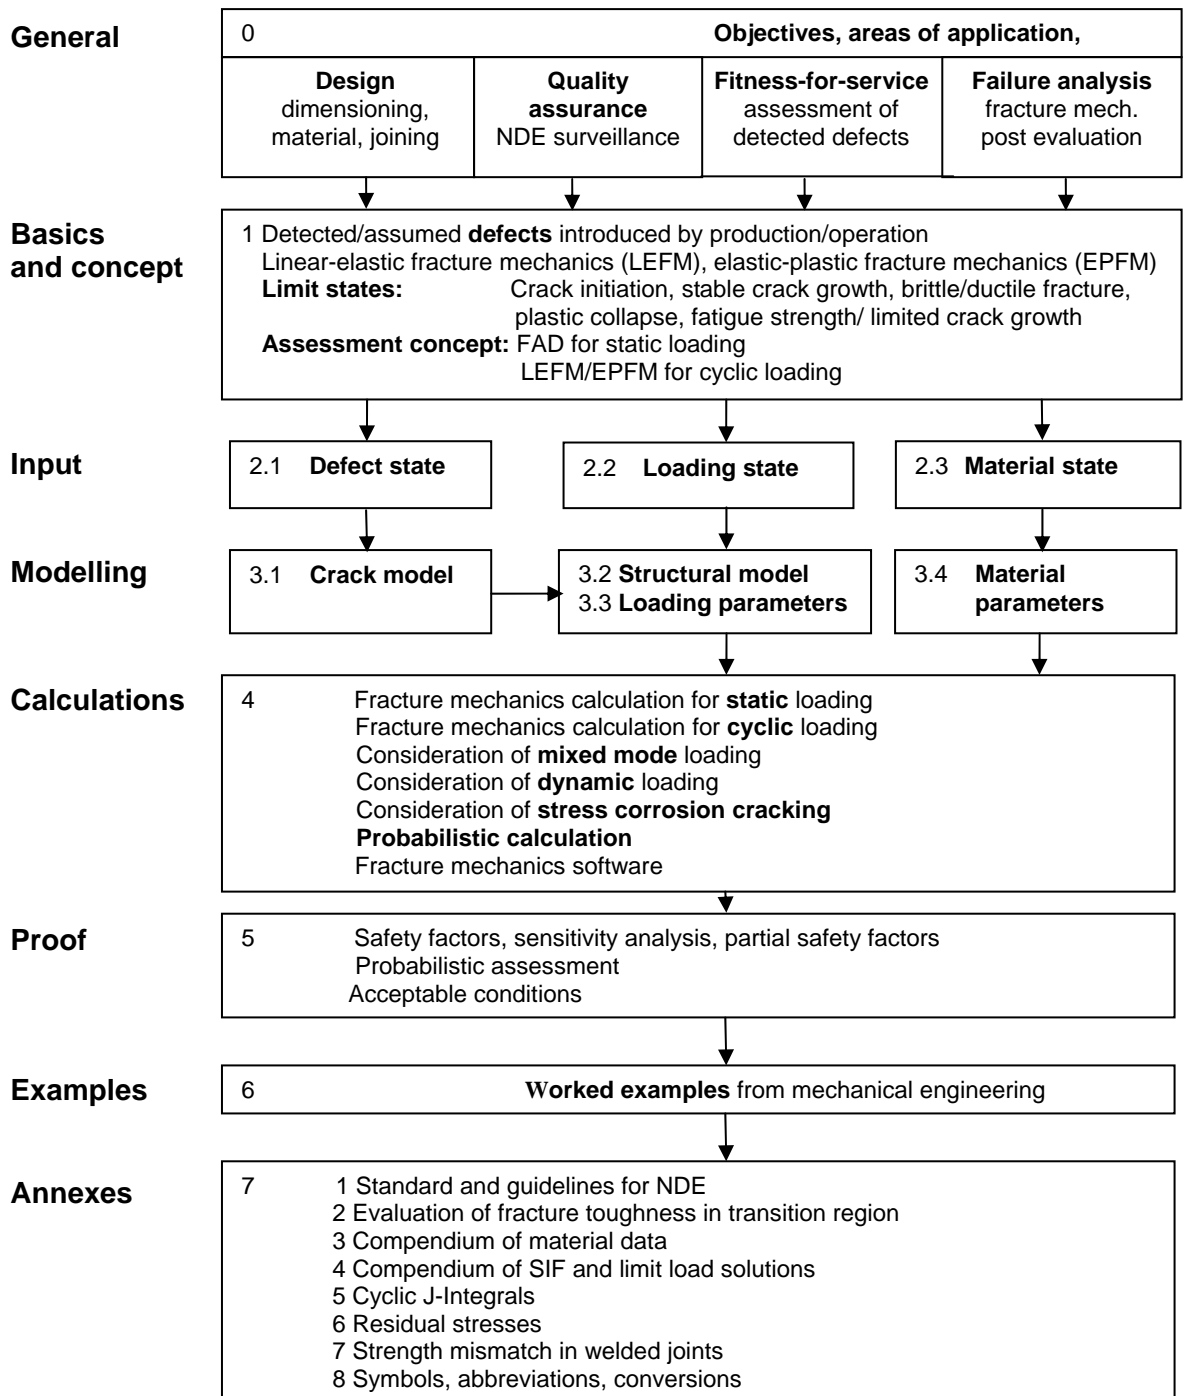 General
0 Objectives, areas of application,
Design
dimensioning,
material, joining
Quality
assurance
NDE surveillance
Fitness-for-service
assessment of
detected defects
Failure analysis
fracture mech.
post evaluation
Basics
and concept
1 Detected/assumed defects introduced by production/operation
Linear-elastic fracture mechanics (LEFM), elastic-plastic fracture mechanics (EPFM)
Limit states: Crack initiation, stable crack growth, brittle/ductile fracture,
plastic collapse, fatigue strength/ limited crack growth
Assessment concept: FAD for static loading
LEFM/EPFM for cyclic loading
Input
2.1 Defect state
2.2 Loading state
2.3 Material state
Modelling
3.1 Crack model
3.2 Structural model
3.3 Loading parameters
3.4 Material
parameters
Calculations
4 Fracture mechanics calculation for static loading
Fracture mechanics calculation for cyclic loading
Consideration of mixed mode loading
Consideration of dynamic loading
Consideration of stress corrosion cracking
Probabilistic calculation
Fracture mechanics software
Proof
5 Safety factors, sensitivity analysis, partial safety factors
Probabilistic assessment
Acceptable conditions
Examples
6 Worked examples from mechanical engineering
Annexes
7 1 Standard and guidelines for NDE
2 Evaluation of fracture toughness in transition region
3 Compendium of material data
4 Compendium of SIF and limit load solutions
5 Cyclic J-Integrals
6 Residual stresses
7 Strength mismatch in welded joints
8 Symbols, abbreviations, conversions